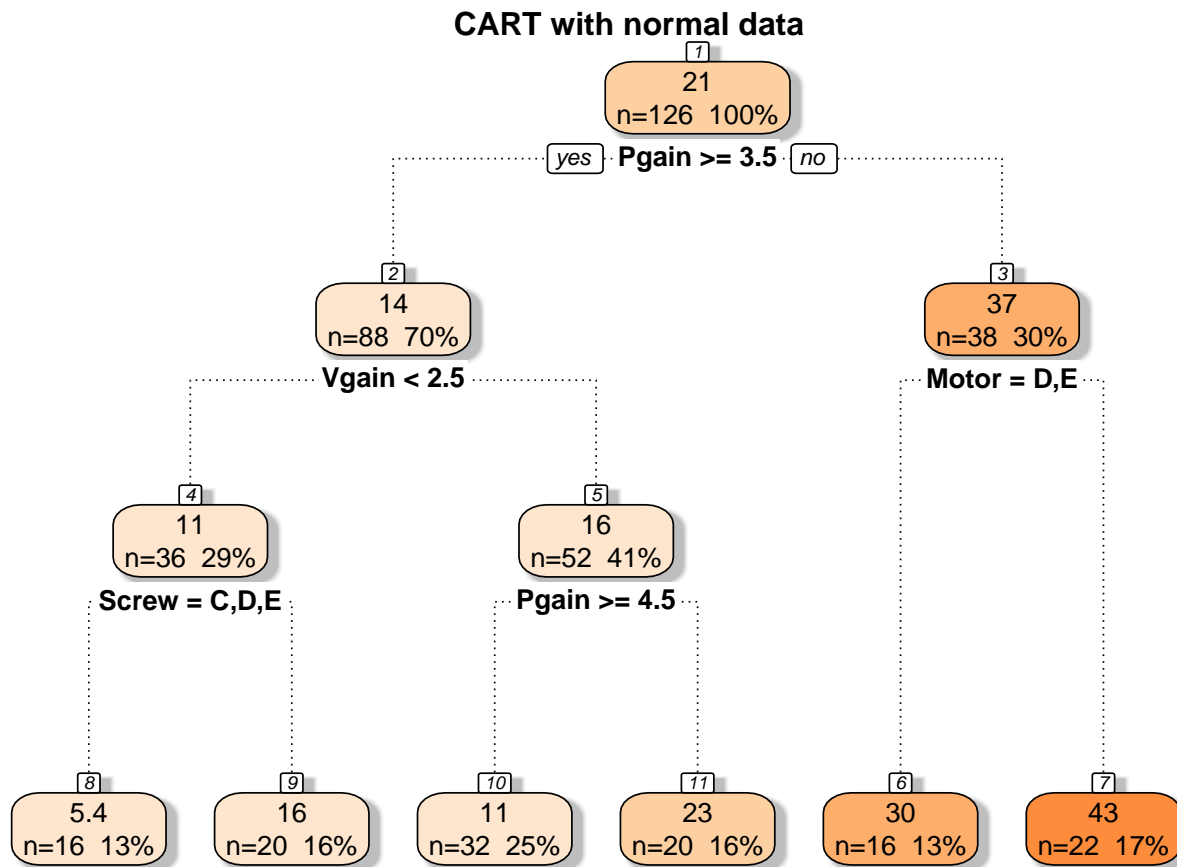 CART with normal data
1
21
n=126 100%
yes Pgain >= 3.5 no
2
14
n=88 70%
3
37
n=38 30%
Vgain < 2.5
Motor = D,E
4
11
n=36 29%
5
16
n=52 41%
Screw = C,D,E
Pgain >= 4.5
8
5.4
n=16 13%
9
16
n=20 16%
10
11
n=32 25%
11
23
n=20 16%
6
30
n=16 13%
7
43
n=22 17%